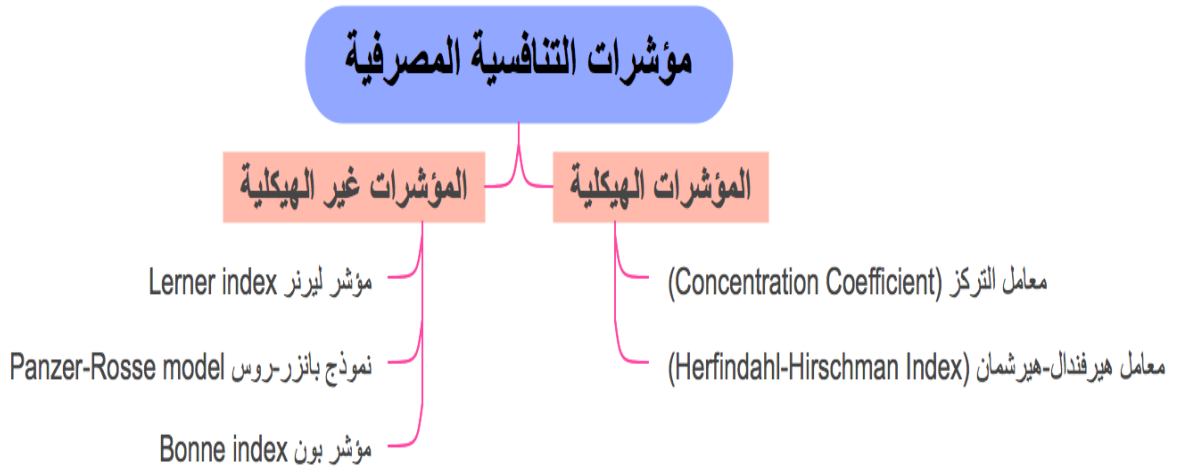 مؤشرات التنافسية المصرفية
المؤشرات الهيكلية
معامل التركز (Concentration Coefficient)
معامل هيرفندال-هيرشمان (Herfindahl-Hirschman Index)
المؤشرات غير الهيكلية
مؤشر ليرنر Lerner index
نموذج بانزر-روس Panzer-Rosse model
مؤشر بون Bonne index